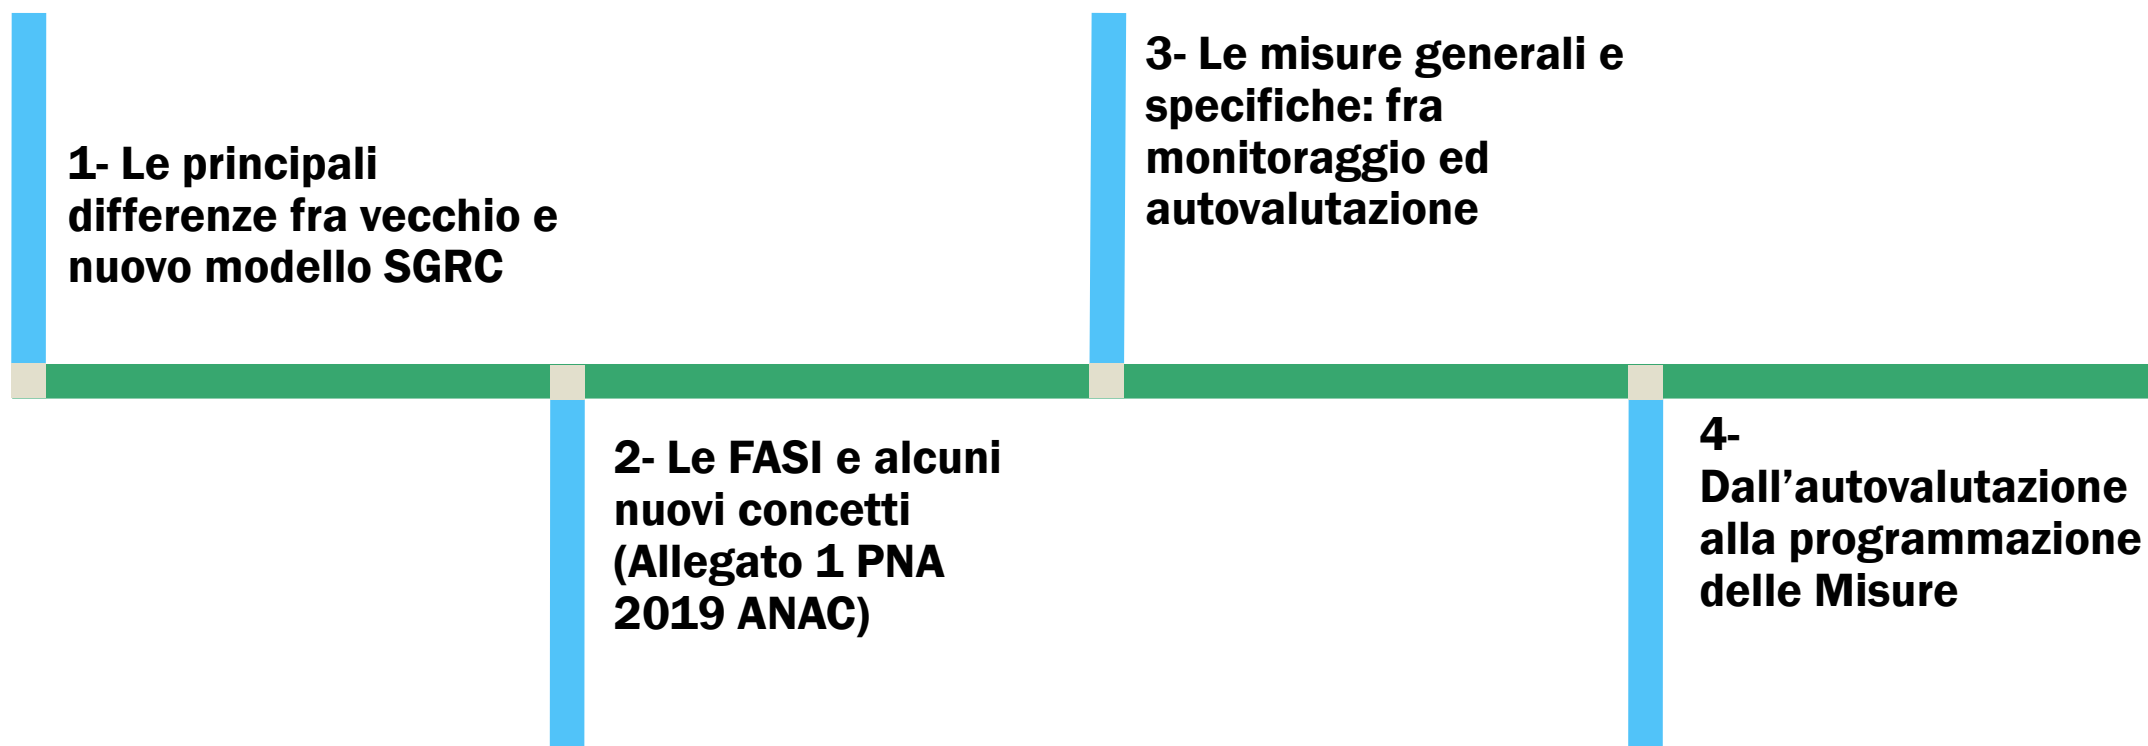 1- Le principali
differenze fra vecchio e
nuovo modello SGRC
2- Le FASI e alcuni
nuovi concetti
(Allegato 1 PNA
2019 ANAC)
3- Le misure generali e
specifiche: fra
monitoraggio ed
autovalutazione
4-
Dall’autovalutazione
alla programmazione
delle Misure